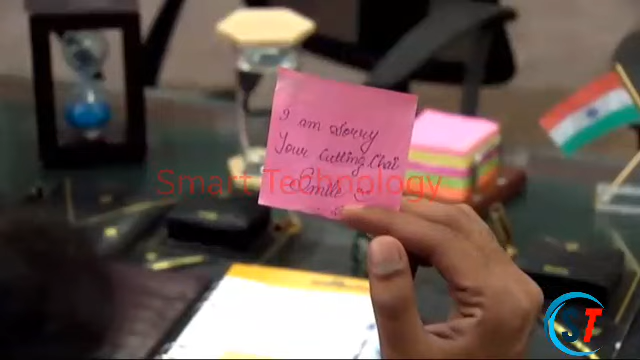 I am Sorry
Your Cutting Chai
Smile
Smart Technology
ST